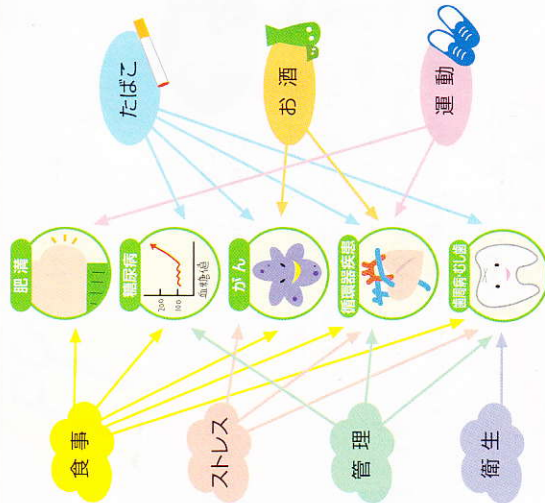 たばこ
お酒
運動
肥満
糖尿病
200
100
血糖値
がん
循環器疾患
歯周病・むし歯
食事
ストレス
管理
衛生